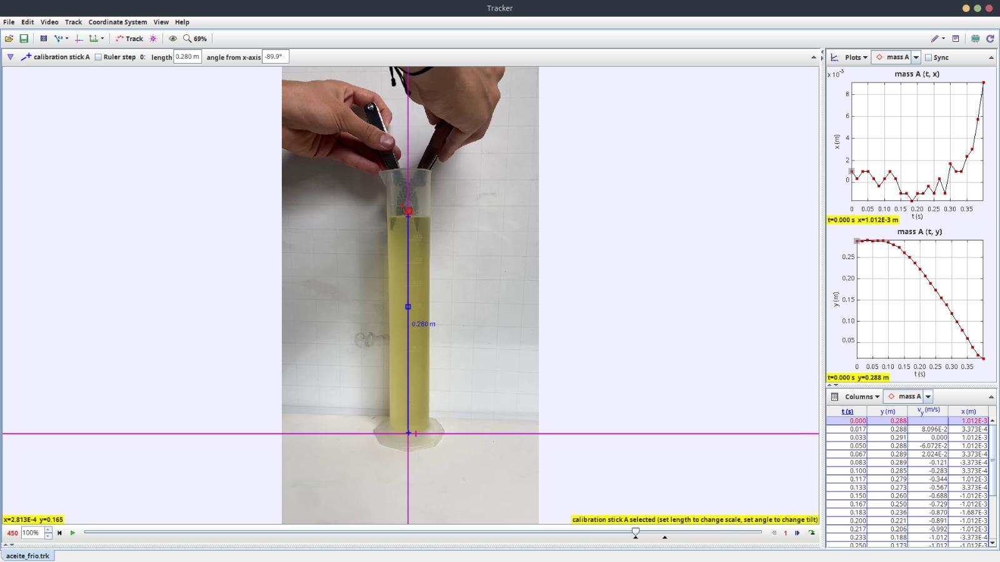 Tracker
File Edit Video Track Coordinate System View Help
Track 69%
calibration stick A Ruler step 0: length 0.280 m angle from x-axis -89.9°
0.280 m
x=2.813E-4 y=0.165
calibration stick A selected (set length to change scale, set angle to change tilt)
450 100% 1
aceite_frio.trk
Plots mass A Sync
mass A (t, x)
x 10-3
8
6
4
2
0
x (m)
0 0.05 0.10 0.15 0.20 0.25 0.30 0.35
t (s)
t=0.000 s x=1.012E-3 m
mass A (t, y)
0.25
0.20
0.15
0.10
0.05
y (m)
0 0.05 0.10 0.15 0.20 0.25 0.30 0.35
t (s)
t=0.000 s y=0.288 m
Columns mass A
t (s) y (m) vy (m/s) x (m)
0.000 0.288 1.012E-3
0.017 0.288 8.096E-2 3.373E-4
0.033 0.291 0.000 1.012E-3
0.050 0.288 -6.072E-2 1.012E-3
0.067 0.289 2.024E-2 3.373E-4
0.083 0.289 -0.121 -3.373E-4
0.100 0.285 -0.283 3.373E-4
0.117 0.279 -0.344 1.012E-3
0.133 0.273 -0.567 3.373E-4
0.150 0.260 -0.688 -1.012E-3
0.167 0.250 -0.729 -1.012E-3
0.183 0.236 -0.870 -1.687E-3
0.200 0.221 -0.891 -1.012E-3
0.217 0.206 -0.992 -1.012E-3
0.233 0.188 -1.012 -3.373E-4
0.250 0.173 -1.012 -1.012E-3